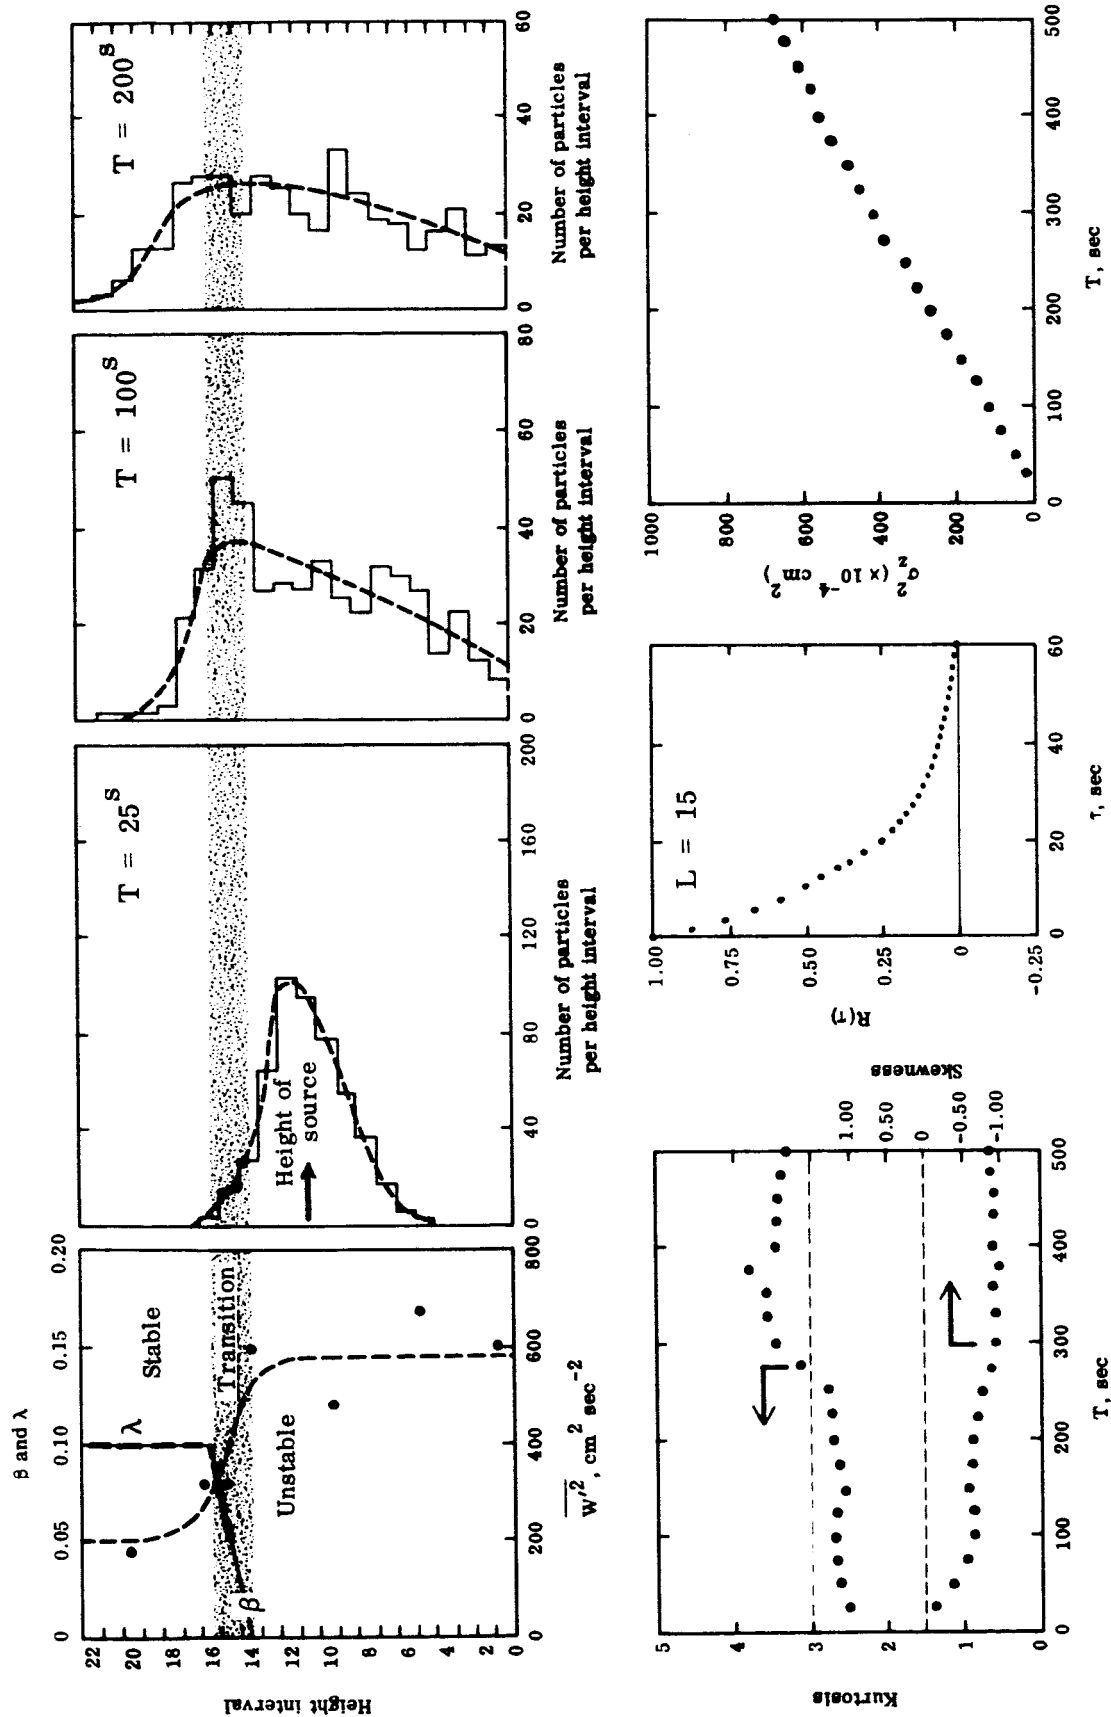 β and λ
0 0.05 0.10 0.15 0.20
Height interval
22
20
18
16
14
12
10
8
6
4
2
0
λ
Stable
Transition
Unstable
β
0 200 400 600 800
w′², cm² sec⁻²
T = 25ˢ
Height of
source
0 40 80 120 160 200
Number of particles
per height interval
T = 100ˢ
0 20 40 60 80
Number of particles
per height interval
T = 200ˢ
0 20 40 60
Number of particles
per height interval
Kurtosis
5
4
3
2
1
0
1.00
0.50
0
-0.50
-1.00
Skewness
0 100 200 300 400 500
T, sec
R(τ)
1.00
0.75
0.50
0.25
0
-0.25
L = 15
0 20 40 60
τ, sec
σ²z (× 10⁻⁴ cm²)
1000
800
600
400
200
0
0 100 200 300 400 500
T, sec